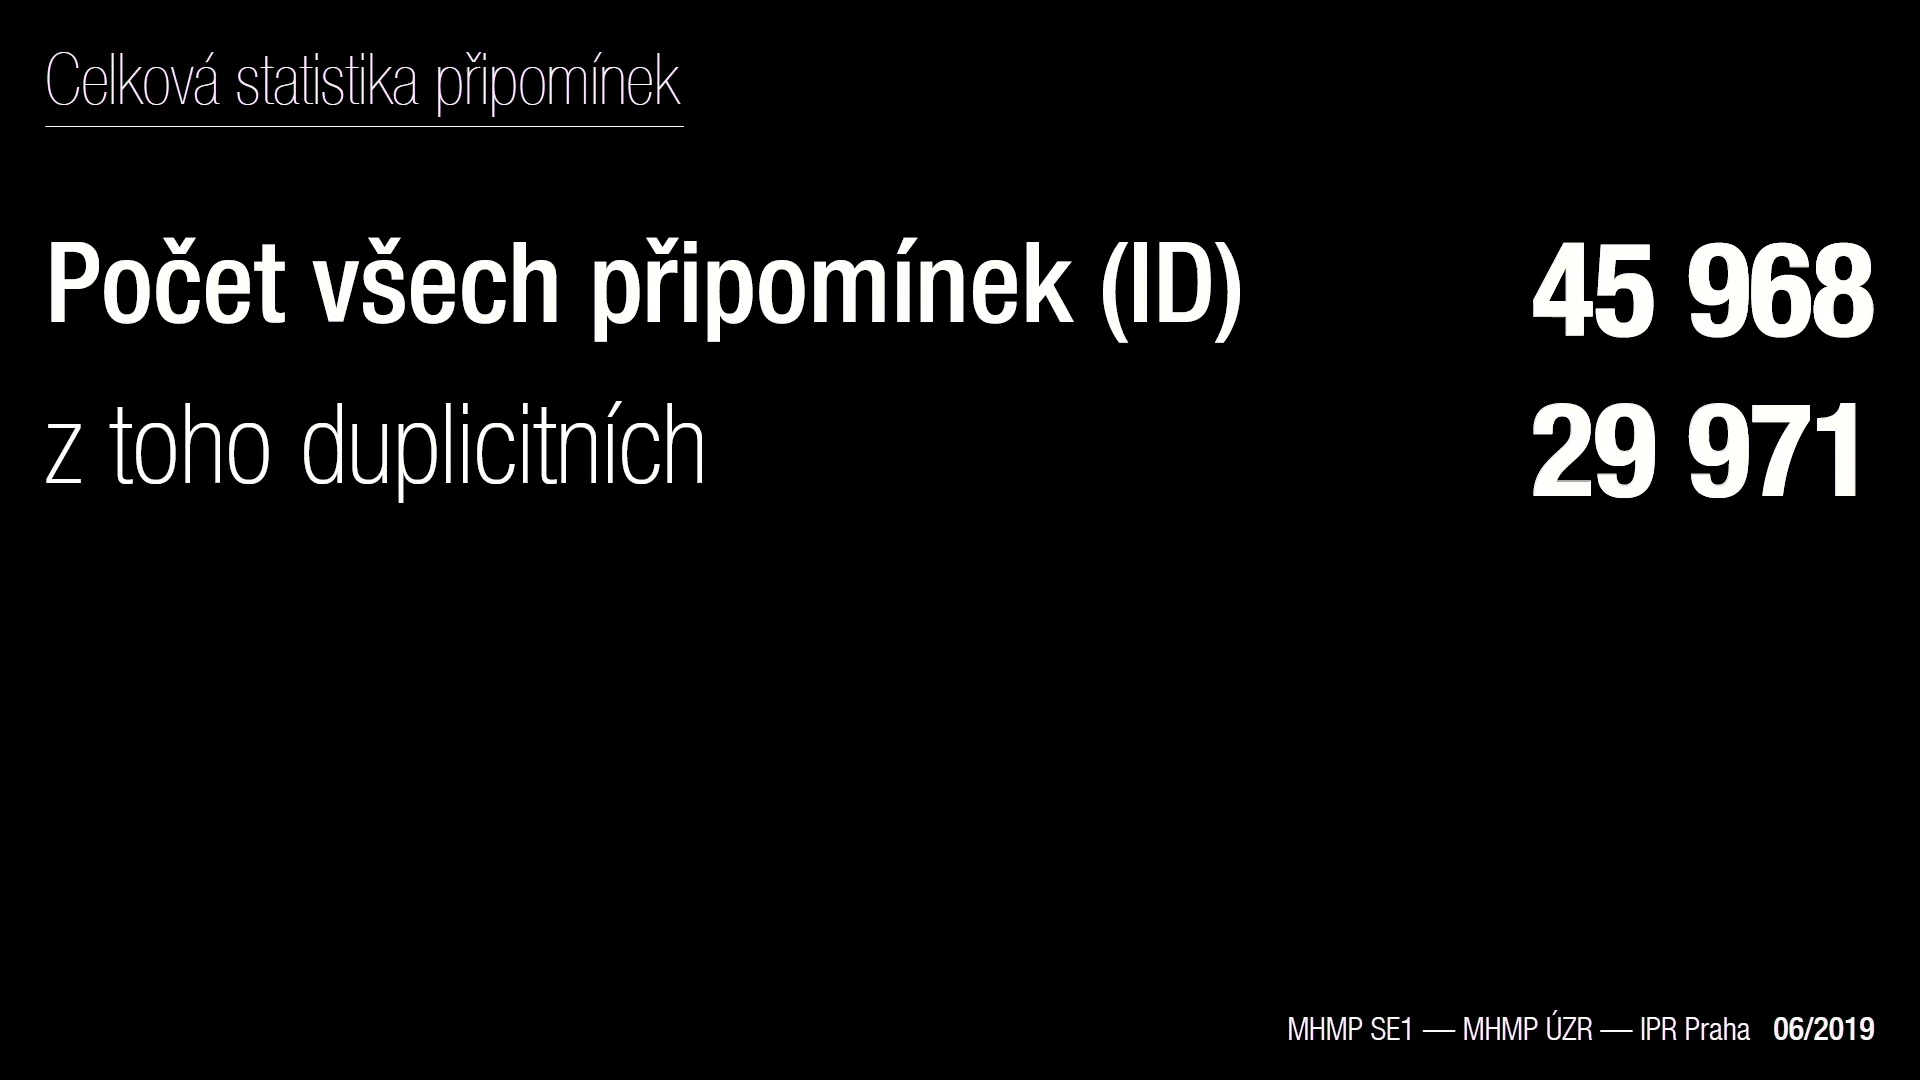 Celková statistika připomínek
Počet všech připomínek (ID) 45 968
z toho duplicitních 29 971
MHMP SE1 — MHMP ÚZR — IPR Praha 06/2019